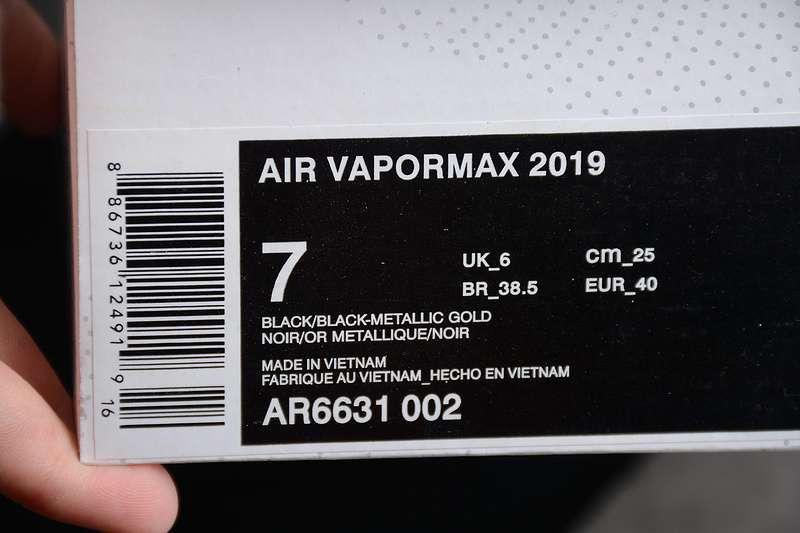 AIR VAPORMAX 2019
7
UK_6
cm_25
BR_38.5
EUR_40
BLACK/BLACK-METALLIC GOLD
NOIR/OR METALLIQUE/NOIR
MADE IN VIETNAM
FABRIQUE AU VIETNAM_HECHO EN VIETNAM
AR6631 002
8 86736 12491 9
16